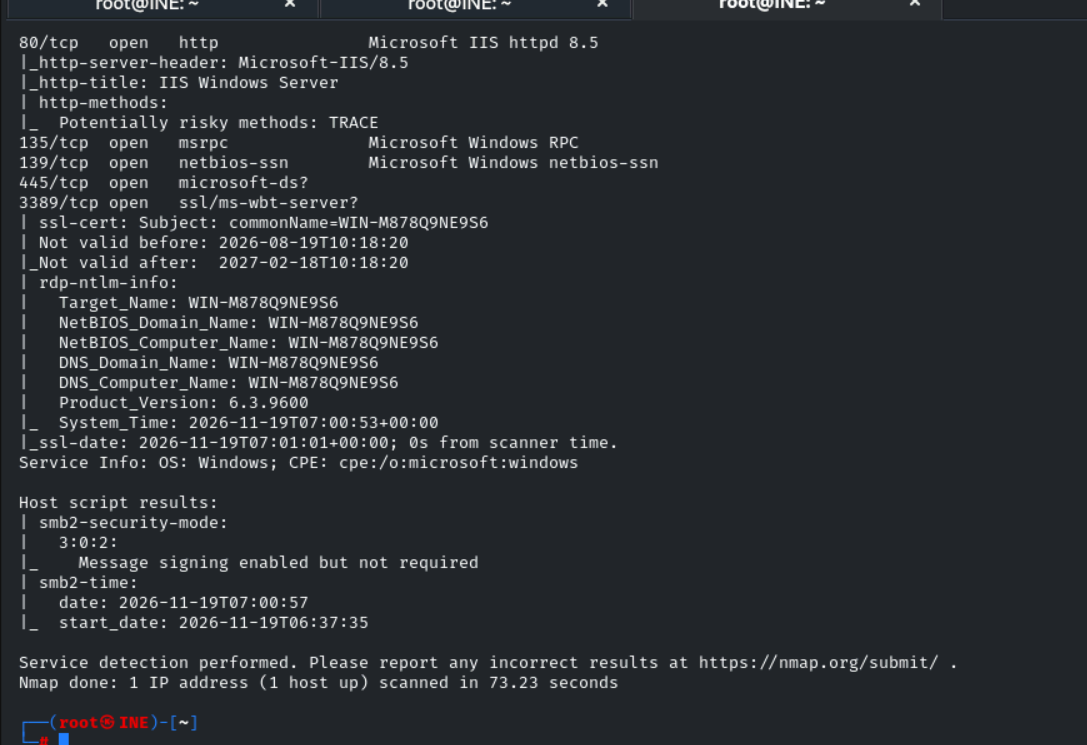 root@INE: ~ × root@INE: ~ × root@INE: ~ ×
80/tcp   open   http               Microsoft IIS httpd 8.5
|_http-server-header: Microsoft-IIS/8.5
|_http-title: IIS Windows Server
| http-methods:
|_  Potentially risky methods: TRACE
135/tcp  open   msrpc              Microsoft Windows RPC
139/tcp  open   netbios-ssn        Microsoft Windows netbios-ssn
445/tcp  open   microsoft-ds?
3389/tcp open   ssl/ms-wbt-server?
| ssl-cert: Subject: commonName=WIN-M878Q9NE9S6
| Not valid before: 2026-08-19T10:18:20
|_Not valid after:  2027-02-18T10:18:20
| rdp-ntlm-info:
|   Target_Name: WIN-M878Q9NE9S6
|   NetBIOS_Domain_Name: WIN-M878Q9NE9S6
|   NetBIOS_Computer_Name: WIN-M878Q9NE9S6
|   DNS_Domain_Name: WIN-M878Q9NE9S6
|   DNS_Computer_Name: WIN-M878Q9NE9S6
|   Product_Version: 6.3.9600
|_  System_Time: 2026-11-19T07:00:53+00:00
|_ssl-date: 2026-11-19T07:01:01+00:00; 0s from scanner time.
Service Info: OS: Windows; CPE: cpe:/o:microsoft:windows
Host script results:
| smb2-security-mode:
|   3:0:2:
|_    Message signing enabled but not required
| smb2-time:
|   date: 2026-11-19T07:00:57
|_  start_date: 2026-11-19T06:37:35
Service detection performed. Please report any incorrect results at https://nmap.org/submit/ .
Nmap done: 1 IP address (1 host up) scanned in 73.23 seconds
┌──(root㉿INE)-[~]
└─#